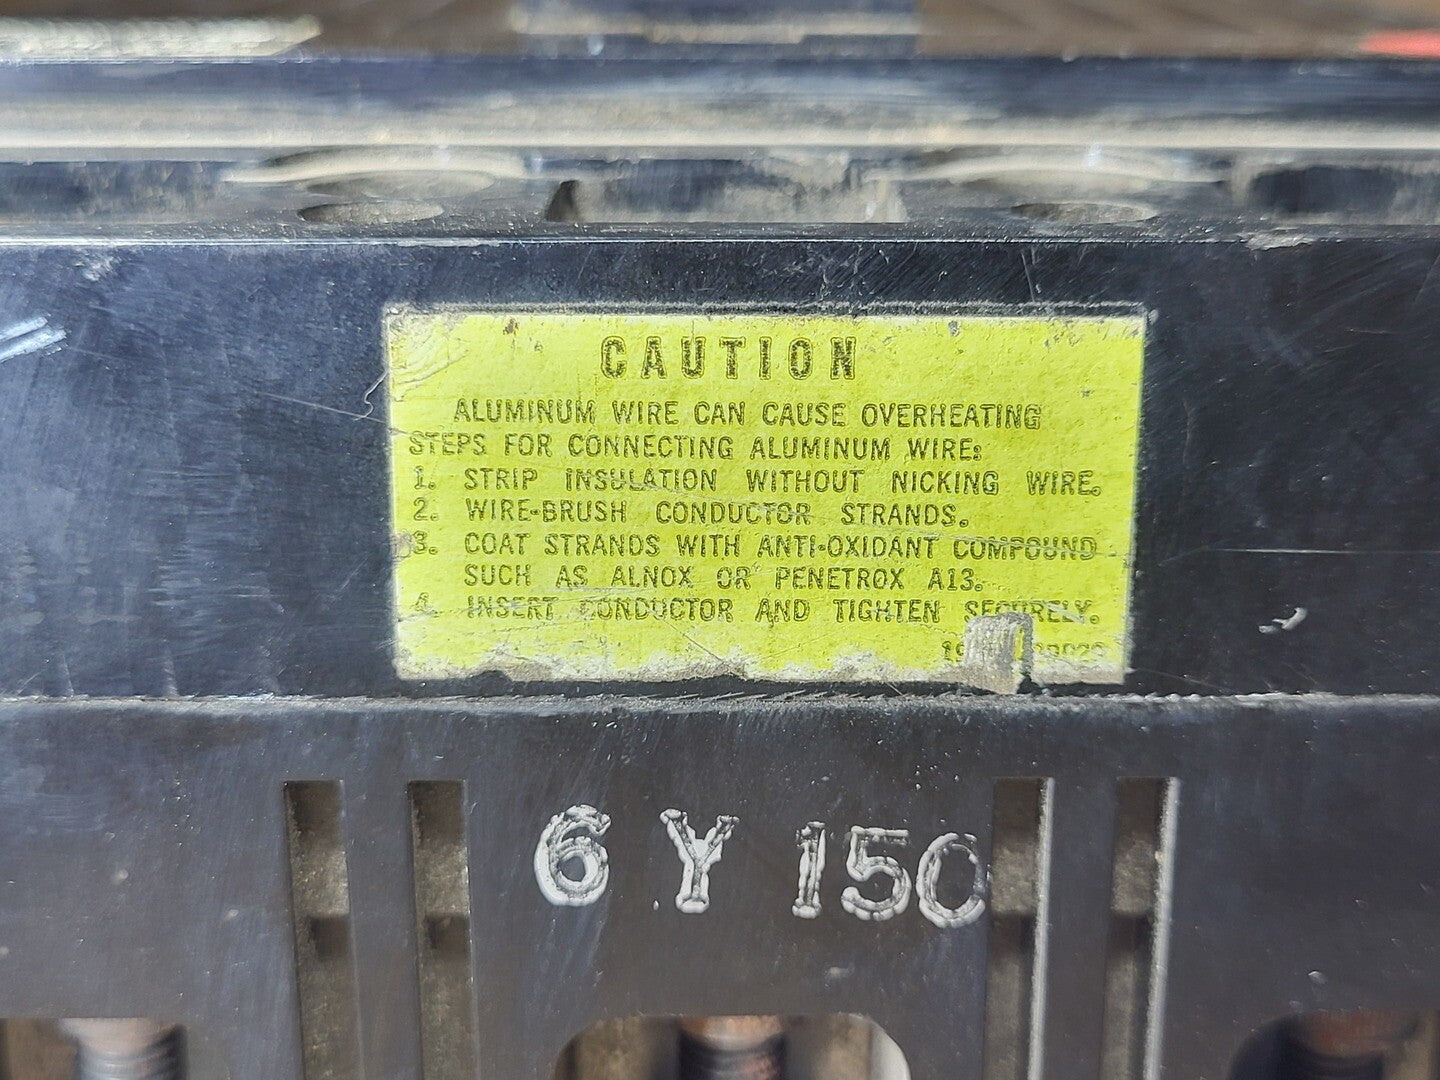 CAUTION
ALUMINUM WIRE CAN CAUSE OVERHEATING
STEPS FOR CONNECTING ALUMINUM WIRE:
1. STRIP INSULATION WITHOUT NICKING WIRE.
2. WIRE-BRUSH CONDUCTOR STRANDS.
3. COAT STRANDS WITH ANTI-OXIDANT COMPOUND
SUCH AS ALNOX OR PENETROX A13.
4. INSERT CONDUCTOR AND TIGHTEN SECURELY.
6 Y 150